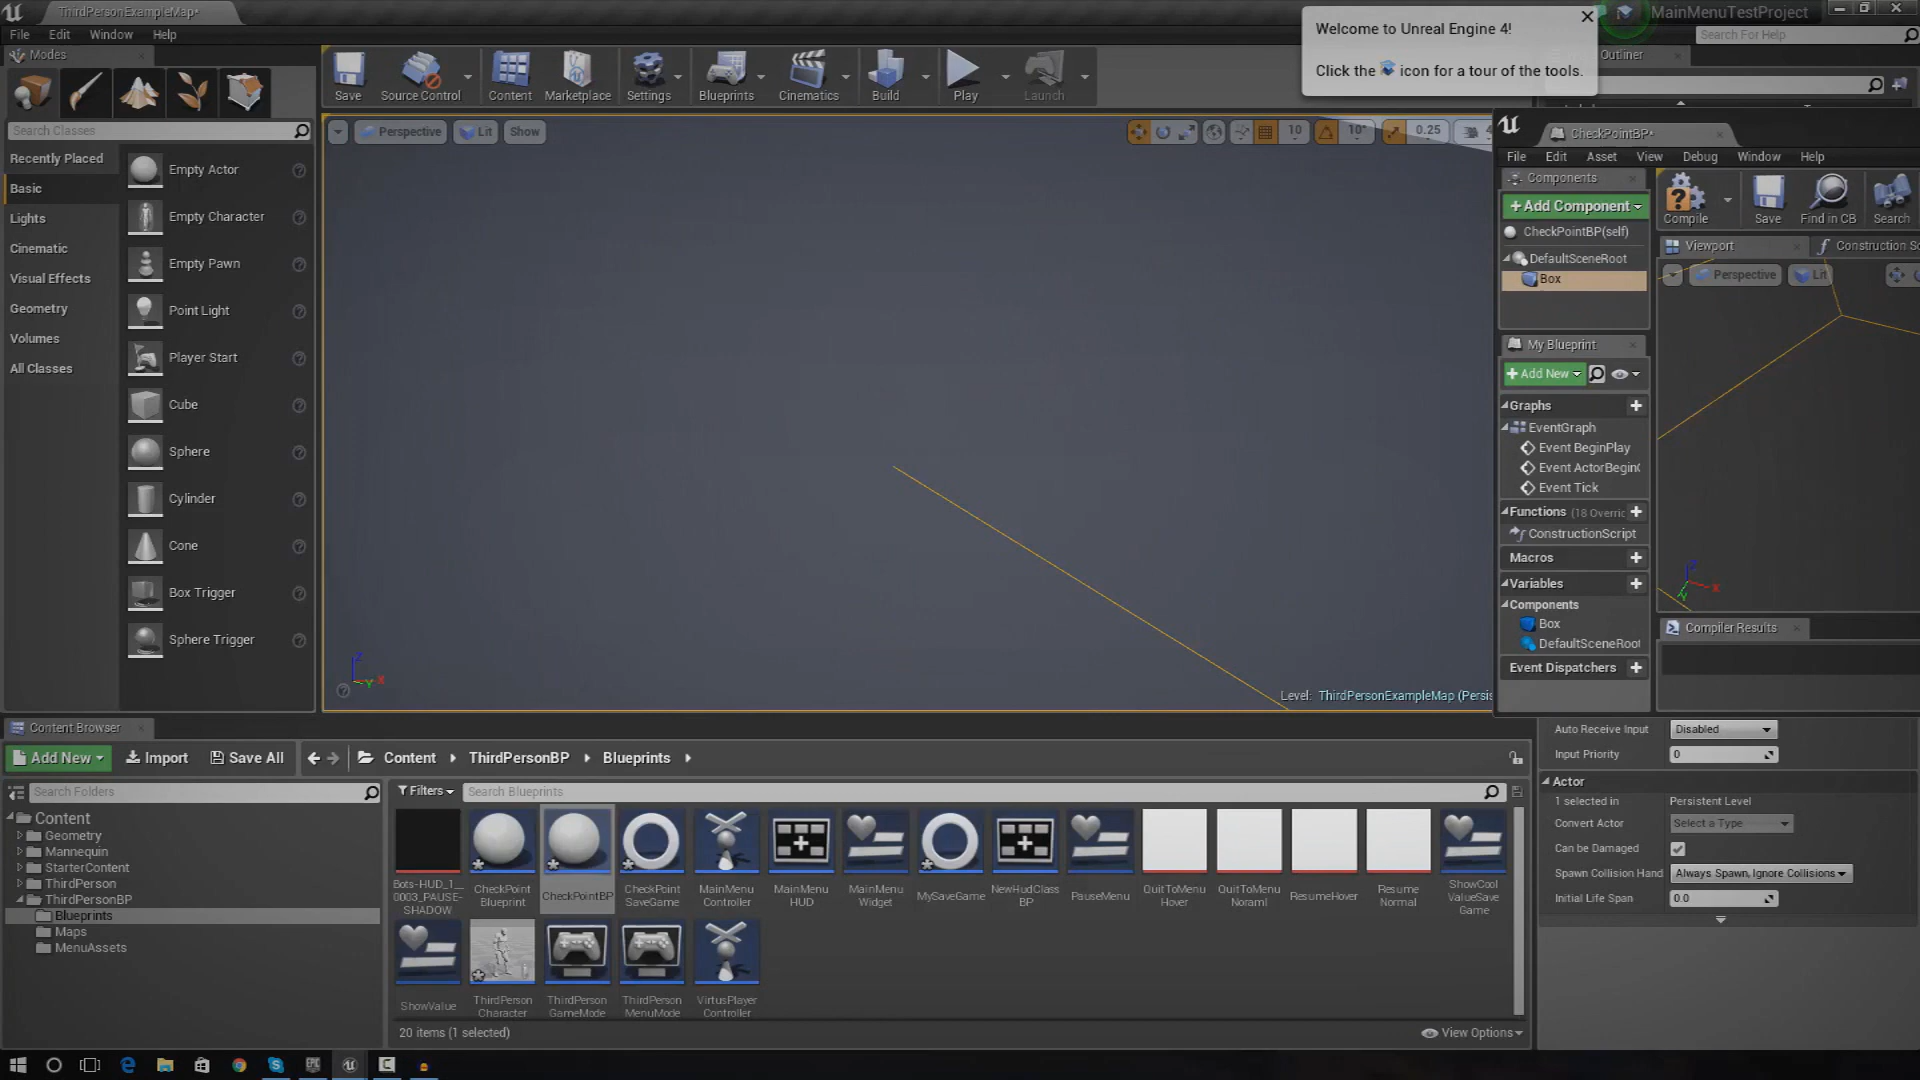 ThirdPersonExampleMap*
MainMenuTestProject
File Edit Window Help
Search For Help
Welcome to Unreal Engine 4!
Click the icon for a tour of the tools.
Modes
Outliner
Save
Source Control
Content
Marketplace
Settings
Blueprints
Cinematics
Build
Play
Launch
Search Classes
Recently Placed
Basic
Lights
Cinematic
Visual Effects
Geometry
Volumes
All Classes
Empty Actor
Empty Character
Empty Pawn
Point Light
Player Start
Cube
Sphere
Cylinder
Cone
Box Trigger
Sphere Trigger
Perspective
Lit
Show
10
10°
0.25
4
Z
Y
X
Level: ThirdPersonExampleMap (Persis
CheckPointBP*
File Edit Asset View Debug Window Help
Components
+Add Component
CheckPointBP(self)
DefaultSceneRoot
Box
Compile
Save
Find in CB
Search
Viewport
Construction Sc
Perspective
Lit
My Blueprint
+Add New
Graphs
EventGraph
Event BeginPlay
Event ActorBeginO
Event Tick
Functions (18 Overric
ConstructionScript
Macros
Variables
Components
Box
DefaultSceneRoot
Event Dispatchers
Z
X
Y
Compiler Results
Auto Receive Input Disabled
Input Priority 0
Actor
1 selected in Persistent Level
Convert Actor Select a Type
Can be Damaged
Spawn Collision Hand Always Spawn, Ignore Collisions
Initial Life Span 0.0
Content Browser
Add New
Import
Save All
Content
ThirdPersonBP
Blueprints
Search Folders
Filters
Search Blueprints
Content
Geometry
Mannequin
StarterContent
ThirdPerson
ThirdPersonBP
Blueprints
Maps
MenuAssets
Bots-HUD_1__
0003_PAUSE-
SHADOW
CheckPoint
Blueprint
CheckPointBP
CheckPoint
SaveGame
MainMenu
Controller
MainMenu
HUD
MainMenu
Widget
MySaveGame
NewHudClass
BP
PauseMenu
QuitToMenu
Hover
QuitToMenu
Noraml
ResumeHover
Resume
Normal
ShowCool
ValueSave
Game
ShowValue
ThirdPerson
Character
ThirdPerson
GameMode
ThirdPerson
MenuMode
VirtusPlayer
Controller
20 items (1 selected)
View Options